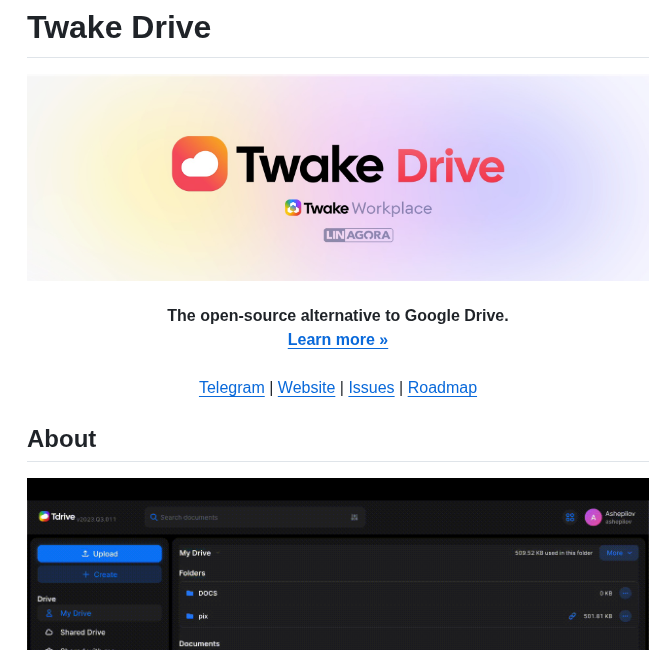 Twake Drive
Twake Drive
Twake Workplace
LINAGORA
The open-source alternative to Google Drive.
Learn more »
Telegram | Website | Issues | Roadmap
About
Tdrive v2023.Q3.011
Search documents
Ashepilov
A
ashepilov
Upload
My Drive
509.52 KB used in this folder
More
Create
Folders
Drive
DOCS
0 KB
My Drive
pix
501.81 KB
Shared Drive
Documents